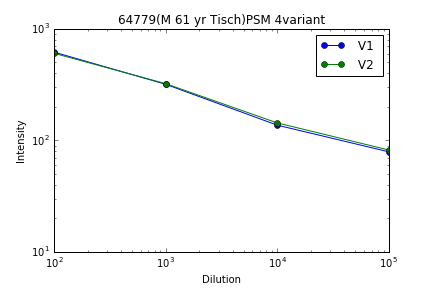 64779(M 61 yr Tisch)PSM 4variant
10³
V1
V2
10²
Intensity
10¹
10² 10³ 10⁴ 10⁵
Dilution